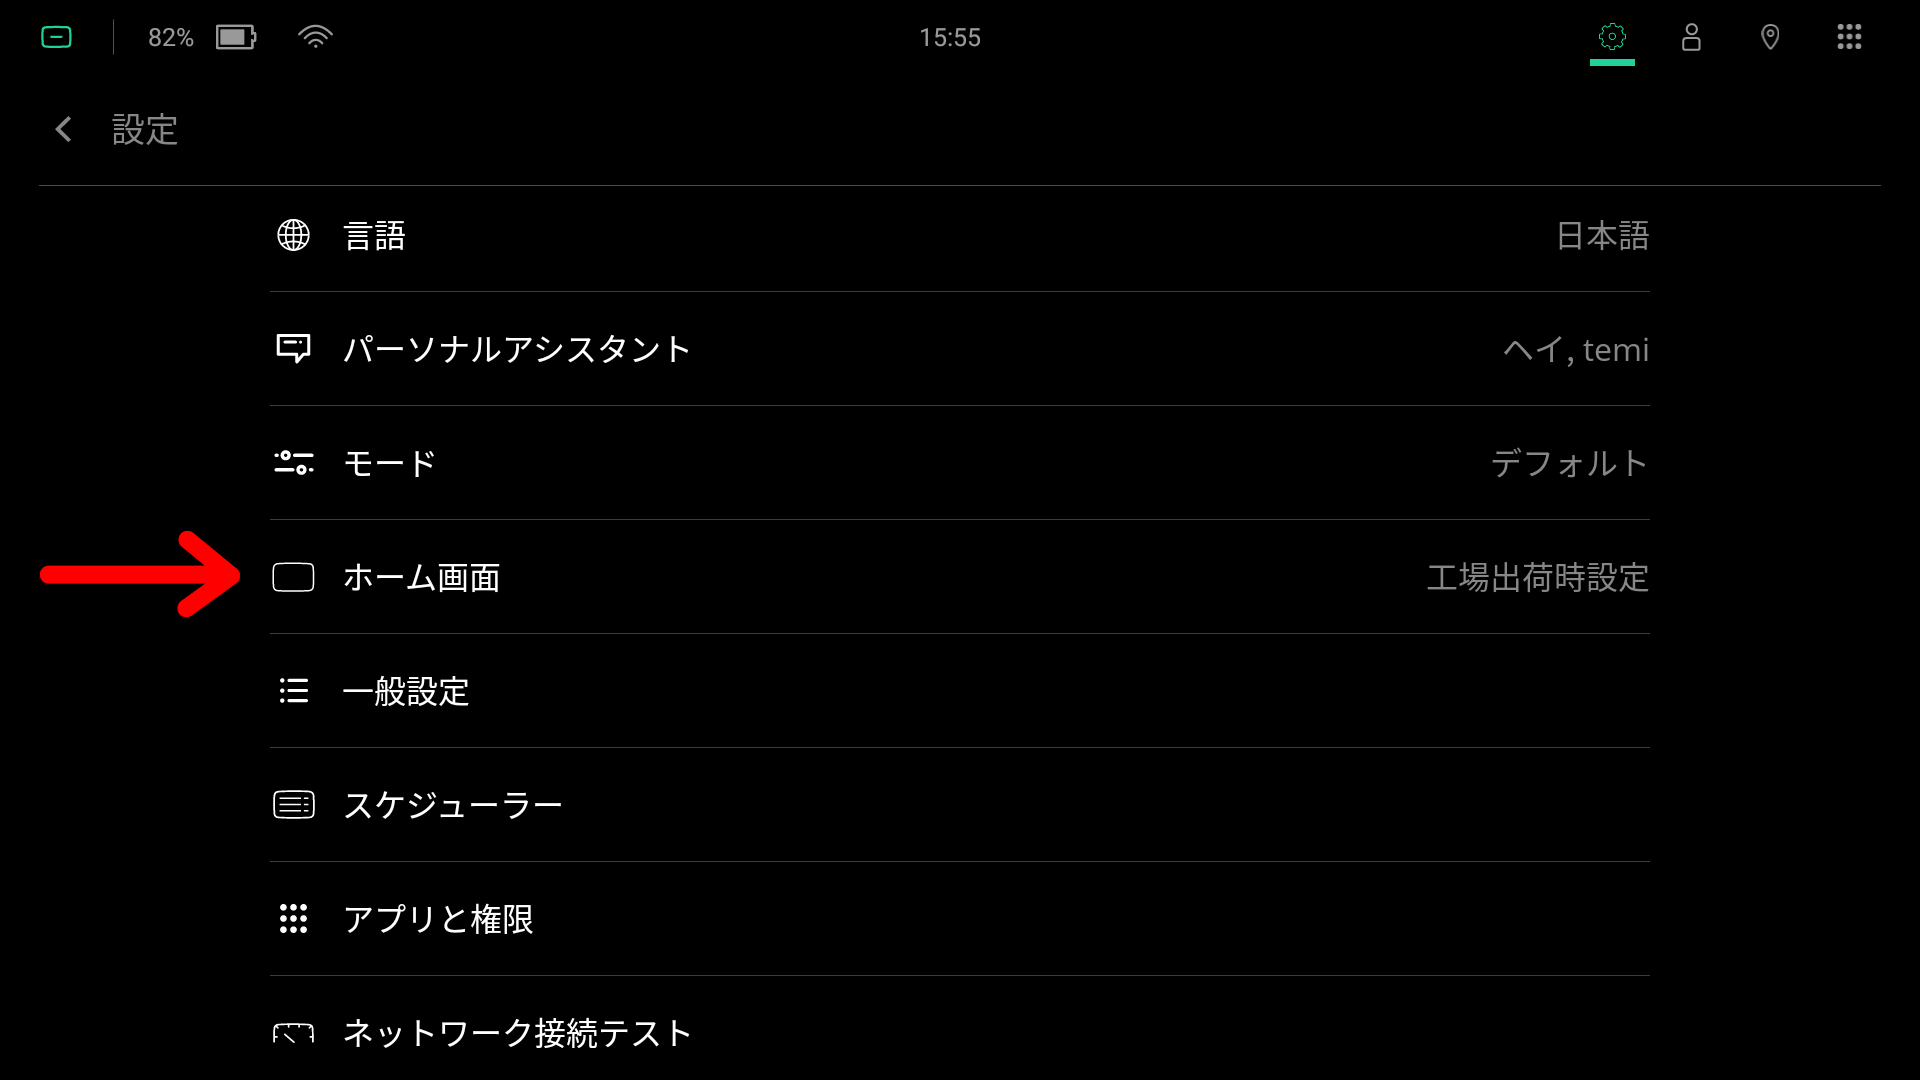 82%
15:55
設定
言語 日本語
パーソナルアシスタント ヘイ, temi
モード デフォルト
ホーム画面 工場出荷時設定
一般設定
スケジューラー
アプリと権限
ネットワーク接続テスト